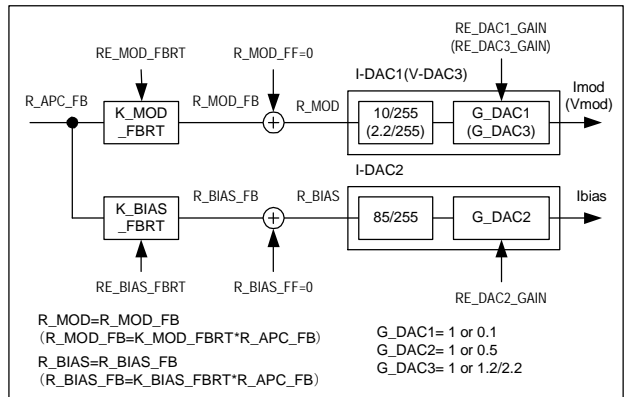 RE_DAC1_GAIN
(RE_DAC3_GAIN)
RE_MOD_FBRT
R_MOD_FF=0
I-DAC1(V-DAC3)
Imod
(Vmod)
R_APC_FB
K_MOD
_FBRT
R_MOD_FB
R_MOD
10/255
(2.2/255)
G_DAC1
(G_DAC3)
I-DAC2
Ibias
K_BIAS
_FBRT
R_BIAS_FB
R_BIAS
85/255
G_DAC2
RE_BIAS_FBRT
R_BIAS_FF=0
RE_DAC2_GAIN
R_MOD=R_MOD_FB
(R_MOD_FB=K_MOD_FBRT*R_APC_FB)
R_BIAS=R_BIAS_FB
(R_BIAS_FB=K_BIAS_FBRT*R_APC_FB)
G_DAC1= 1 or 0.1
G_DAC2= 1 or 0.5
G_DAC3= 1 or 1.2/2.2